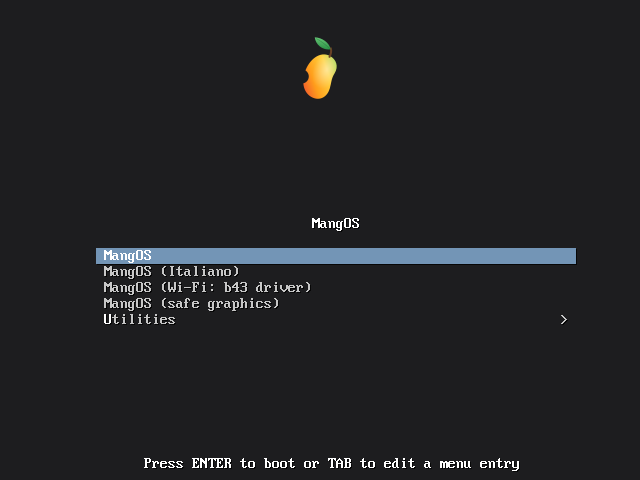 MangOS
MangOS
MangOS (Italiano)
MangOS (Wi-Fi: b43 driver)
MangOS (safe graphics)
Utilities >
Press ENTER to boot or TAB to edit a menu entry